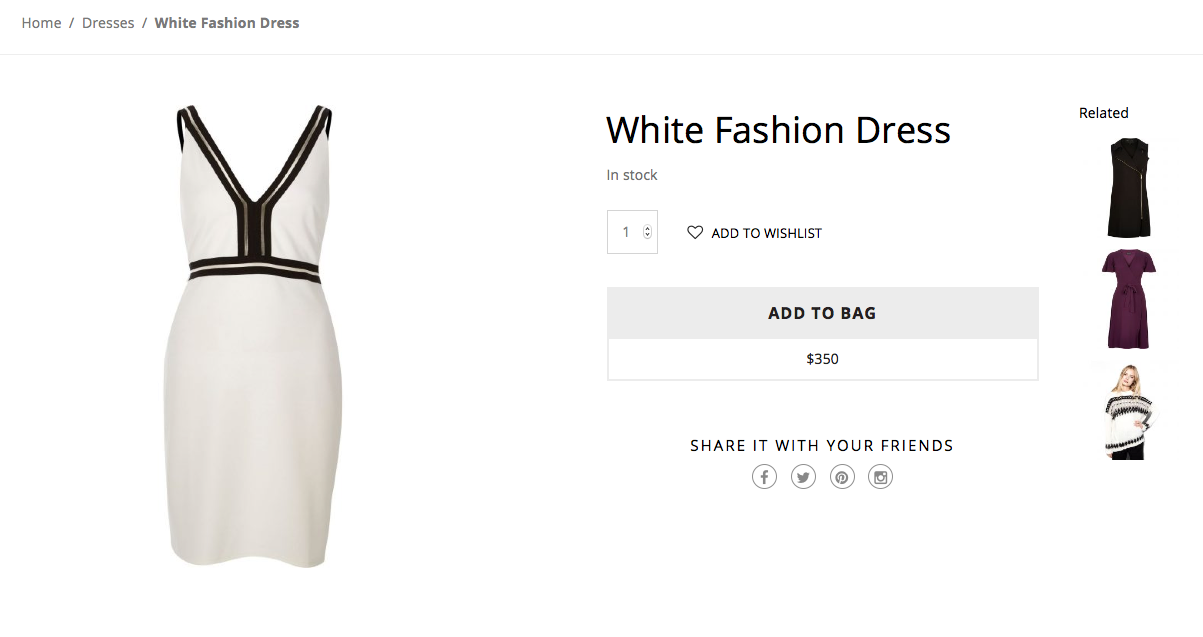 Home / Dresses / White Fashion Dress
White Fashion Dress
In stock
1
ADD TO WISHLIST
ADD TO BAG
$350
SHARE IT WITH YOUR FRIENDS
Related